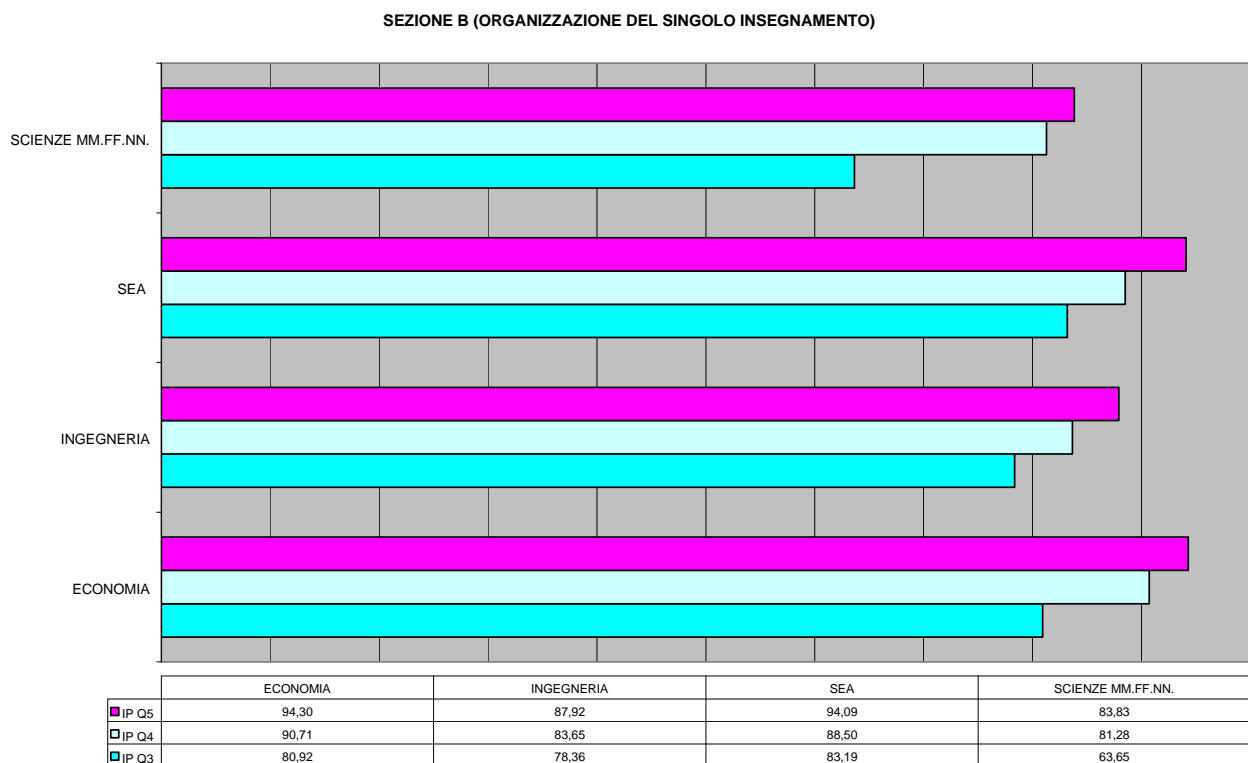 SEZIONE B (ORGANIZZAZIONE DEL SINGOLO INSEGNAMENTO)
SCIENZE MM.FF.NN.
SEA
INGEGNERIA
ECONOMIA
ECONOMIA INGEGNERIA SEA SCIENZE MM.FF.NN.
IP Q5 94,30 87,92 94,09 83,83
IP Q4 90,71 83,65 88,50 81,28
IP Q3 80,92 78,36 83,19 63,65